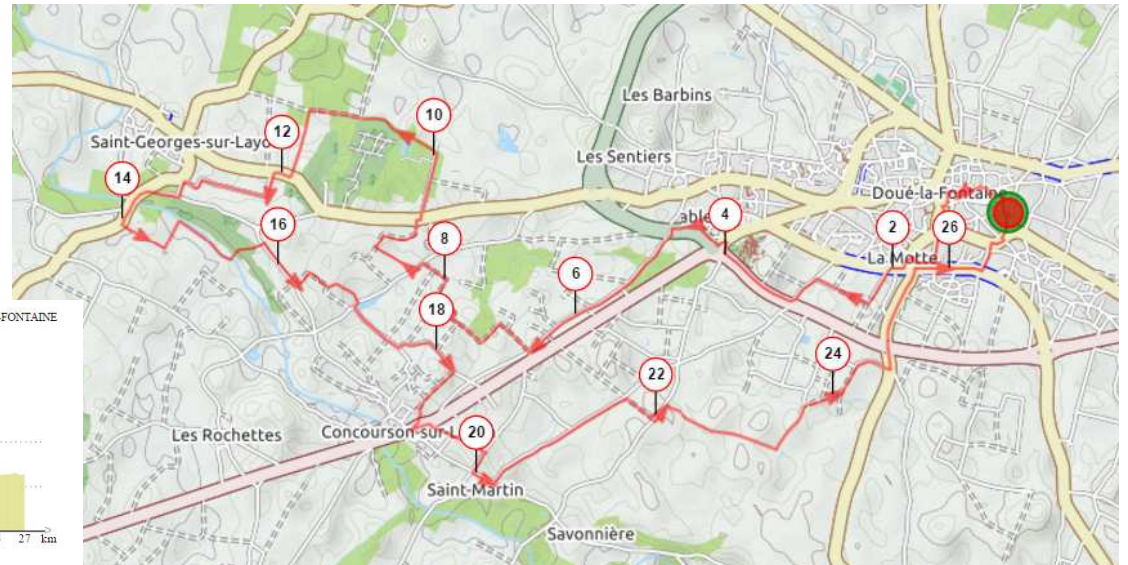 Les Barbins
10
12
Saint-Georges-sur-Layo
Les Sentiers
14
Doué-la-Fontaine
4
16
8
2
26
La Motte
6
18
-FONTAINE
24
22
Les Rochettes
Concourson-sur-L
20
Saint-Martin
Savonnière
27 km